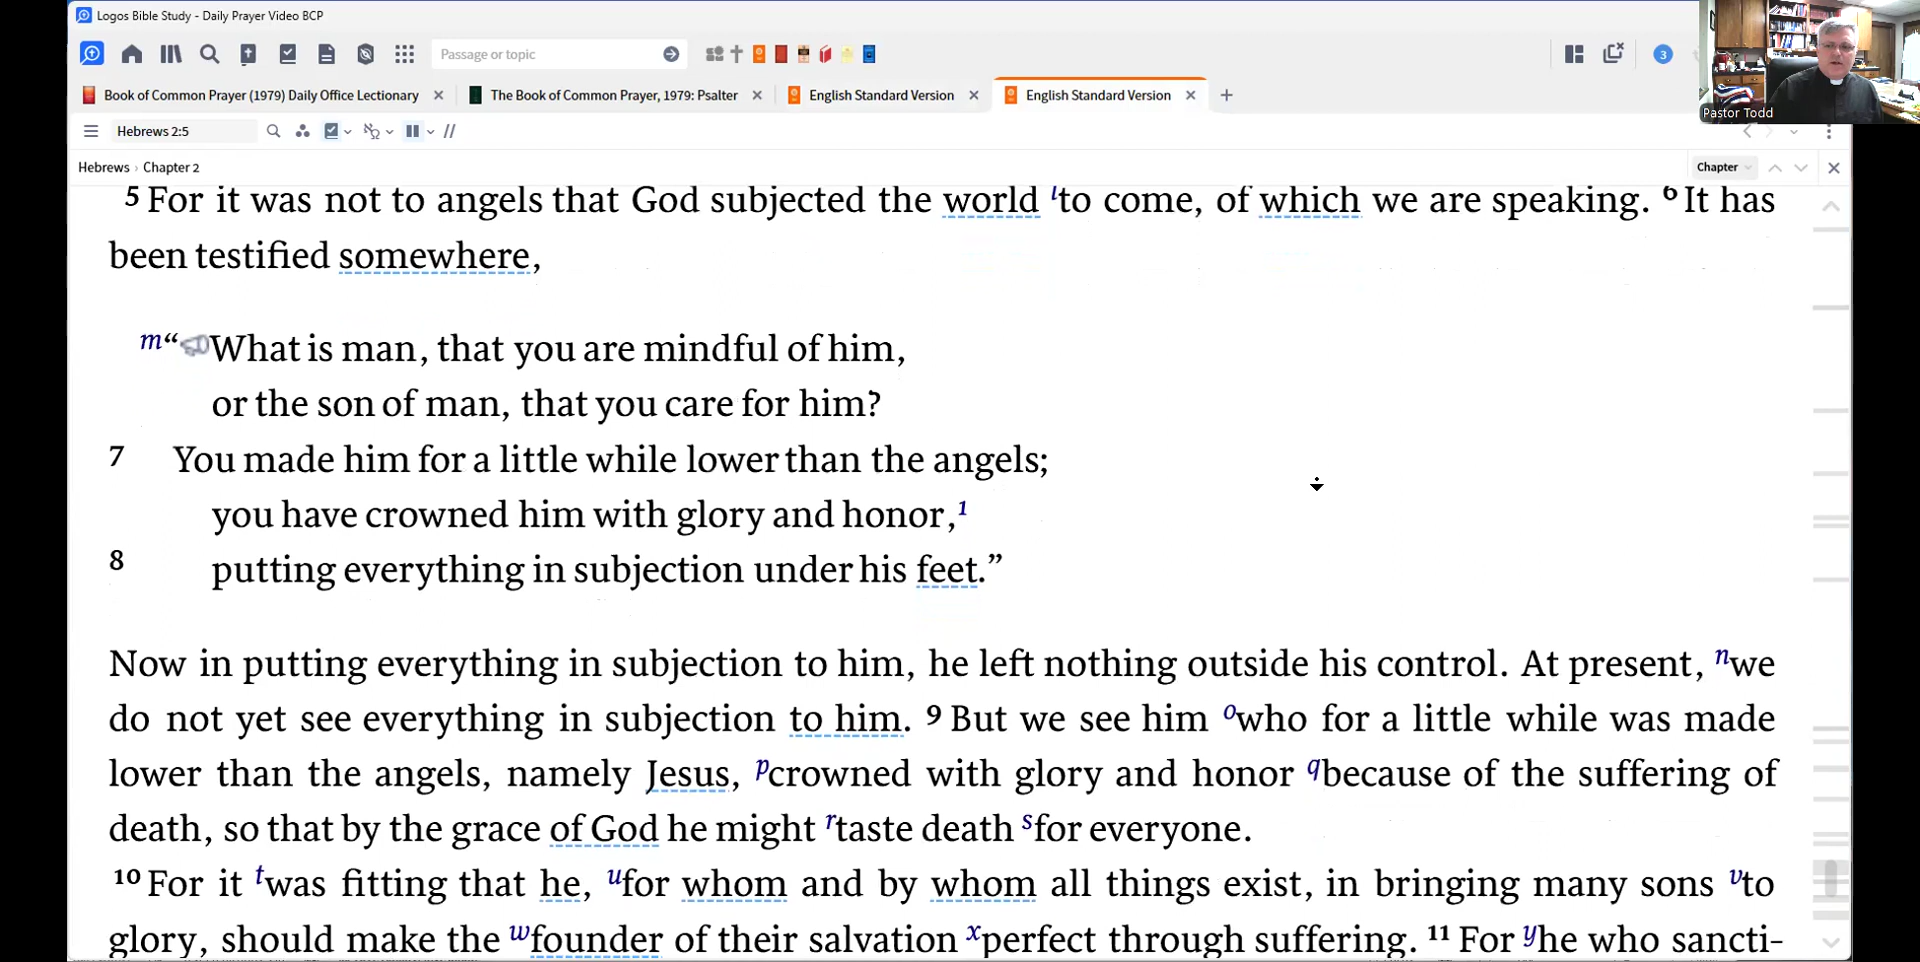 Logos Bible Study - Daily Prayer Video BCP
Passage or topic
3
Book of Common Prayer (1979) Daily Office Lectionary
The Book of Common Prayer, 1979: Psalter
English Standard Version
English Standard Version
Pastor Todd
Hebrews 2:5
Hebrews › Chapter 2
Chapter
5 For it was not to angels that God subjected the world l to come, of which we are speaking. 6 It has
been testified somewhere,
m “What is man, that you are mindful of him,
or the son of man, that you care for him?
7 You made him for a little while lower than the angels;
you have crowned him with glory and honor,1
8 putting everything in subjection under his feet.”
Now in putting everything in subjection to him, he left nothing outside his control. At present, n we
do not yet see everything in subjection to him. 9 But we see him o who for a little while was made
lower than the angels, namely Jesus, p crowned with glory and honor q because of the suffering of
death, so that by the grace of God he might r taste death s for everyone.
10 For it t was fitting that he, u for whom and by whom all things exist, in bringing many sons v to
glory, should make the w founder of their salvation x perfect through suffering. 11 For y he who sancti-